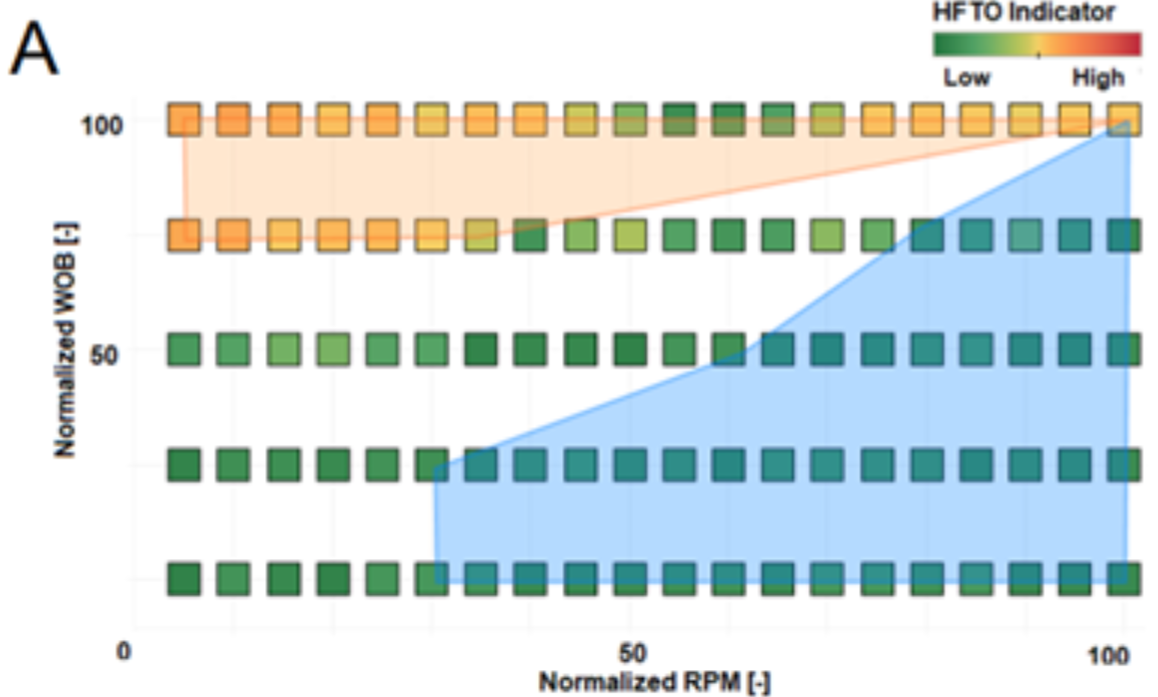 A
HFTO Indicator
Low High
100
50
Normalized WOB [-]
0 50 100
Normalized RPM [-]